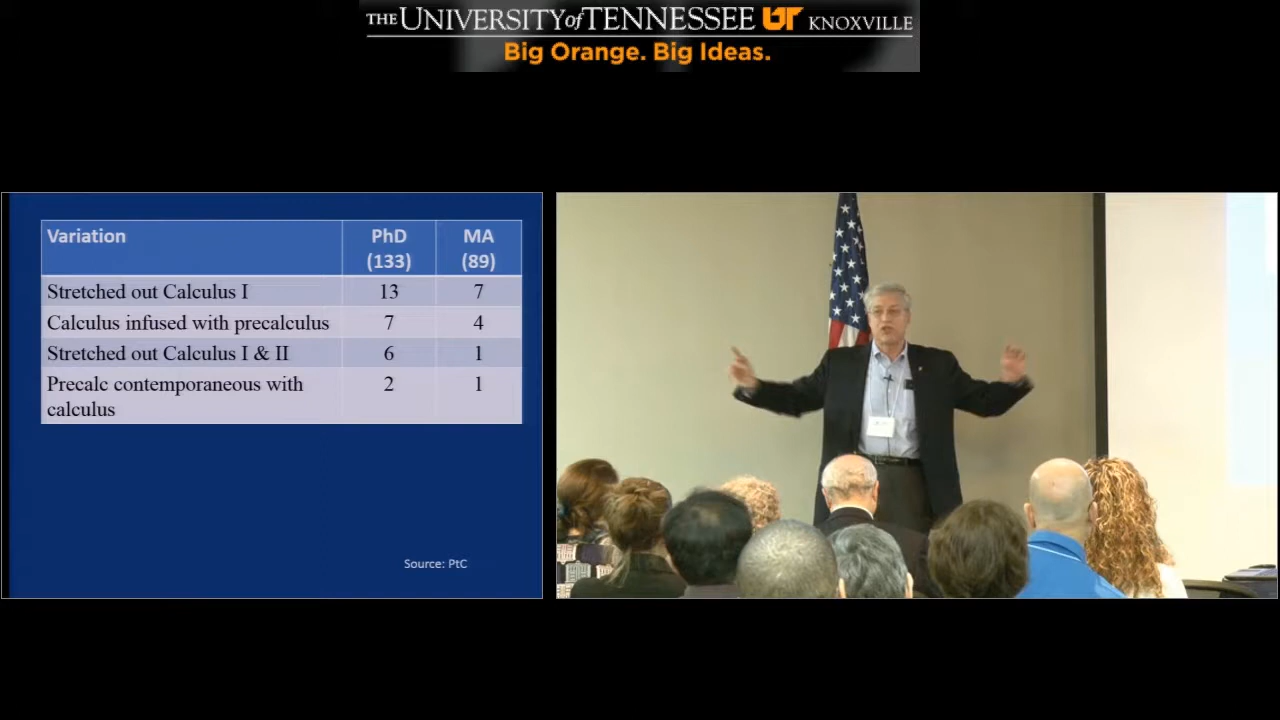 THE UNIVERSITY of TENNESSEE UT KNOXVILLE
Big Orange. Big Ideas.
Variation PhD (133) MA (89)
Stretched out Calculus I 13 7
Calculus infused with precalculus 7 4
Stretched out Calculus I & II 6 1
Precalc contemporaneous with calculus 2 1
Source: PtC